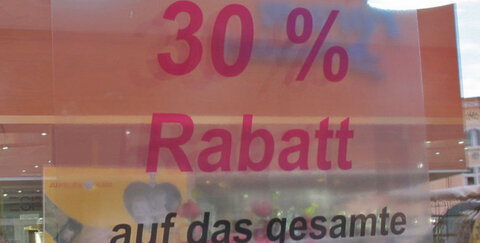 30 %
Rabatt
auf das gesamte